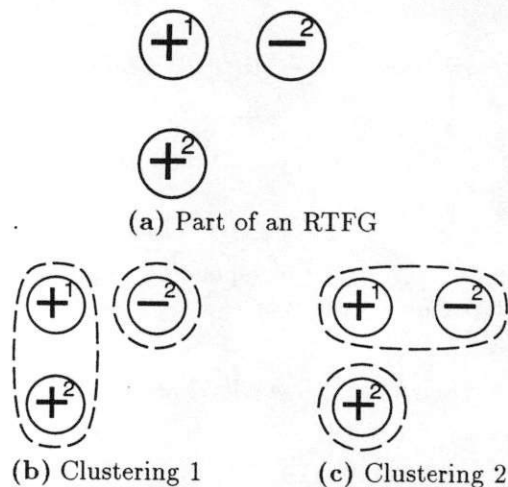 + 1 − 2
+ 2
(a) Part of an RTFG
+ 1 − 2 + 1 − 2
+ 2 + 2
(b) Clustering 1 (c) Clustering 2